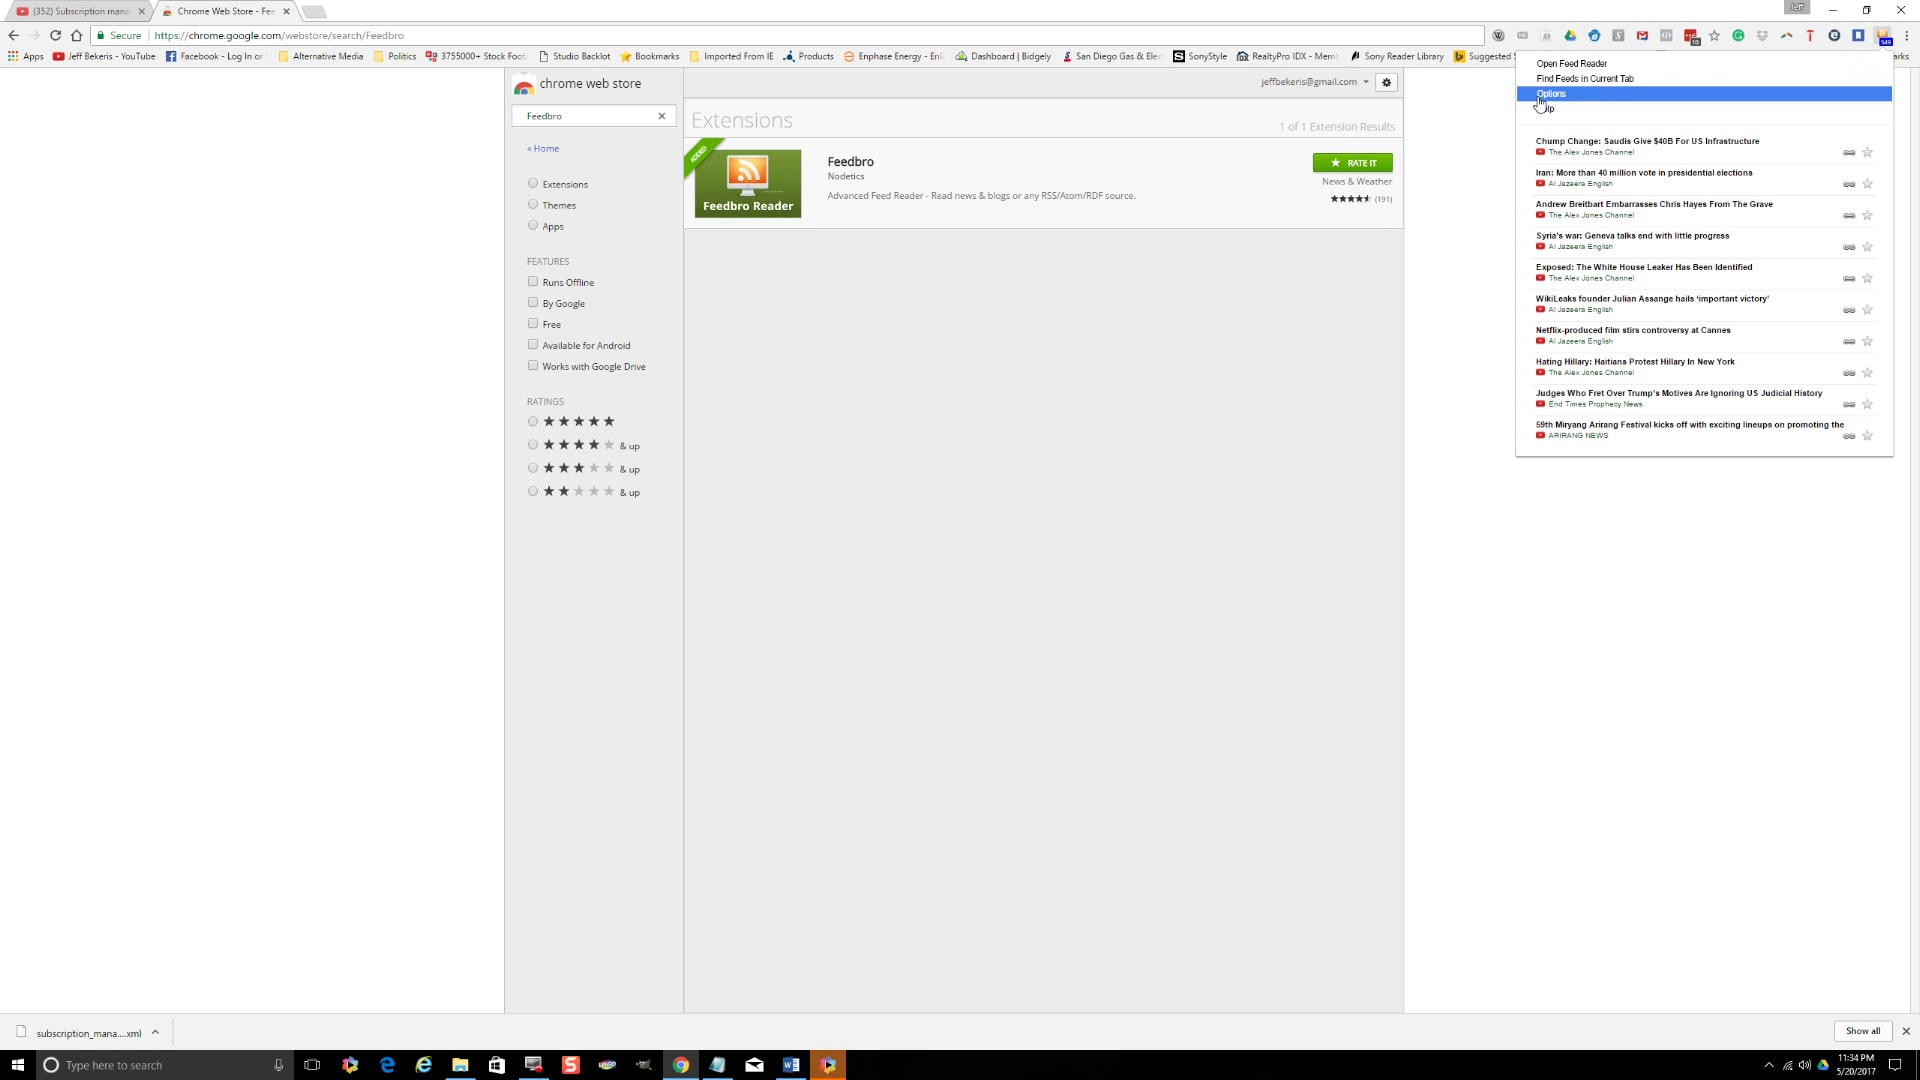 (352) Subscription mana
Chrome Web Store - Fee
Jeff
Secure
https://chrome.google.com/webstore/search/Feedbro
10
549
Apps
Jeff Bekeris - YouTube
Facebook - Log In or
Alternative Media
Politics
3755000+ Stock Foot
Studio Backlot
Bookmarks
Imported From IE
Products
Enphase Energy - Enli
Dashboard | Bidgely
San Diego Gas & Elec
SonyStyle
RealtyPro IDX - Mem
Sony Reader Library
Suggested S
arks
chrome web store
jeffbekeris@gmail.com
Feedbro
Extensions
1 of 1 Extension Results
« Home
Extensions
Themes
Apps
FEATURES
Runs Offline
By Google
Free
Available for Android
Works with Google Drive
RATINGS
& up
& up
& up
ADDED
Feedbro Reader
Feedbro
Nodetics
Advanced Feed Reader - Read news & blogs or any RSS/Atom/RDF source.
RATE IT
News & Weather
(191)
Open Feed Reader
Find Feeds in Current Tab
Options
lp
Chump Change: Saudis Give $40B For US Infrastructure
The Alex Jones Channel
Iran: More than 40 million vote in presidential elections
Al Jazeera English
Andrew Breitbart Embarrasses Chris Hayes From The Grave
The Alex Jones Channel
Syria's war: Geneva talks end with little progress
Al Jazeera English
Exposed: The White House Leaker Has Been Identified
The Alex Jones Channel
WikiLeaks founder Julian Assange hails 'important victory'
Al Jazeera English
Netflix-produced film stirs controversy at Cannes
Al Jazeera English
Hating Hillary: Haitians Protest Hillary In New York
The Alex Jones Channel
Judges Who Fret Over Trump's Motives Are Ignoring US Judicial History
End Times Prophecy News
59th Miryang Arirang Festival kicks off with exciting lineups on promoting the
ARIRANG NEWS
subscription_mana....xml
Show all
Type here to search
11:34 PM
5/20/2017